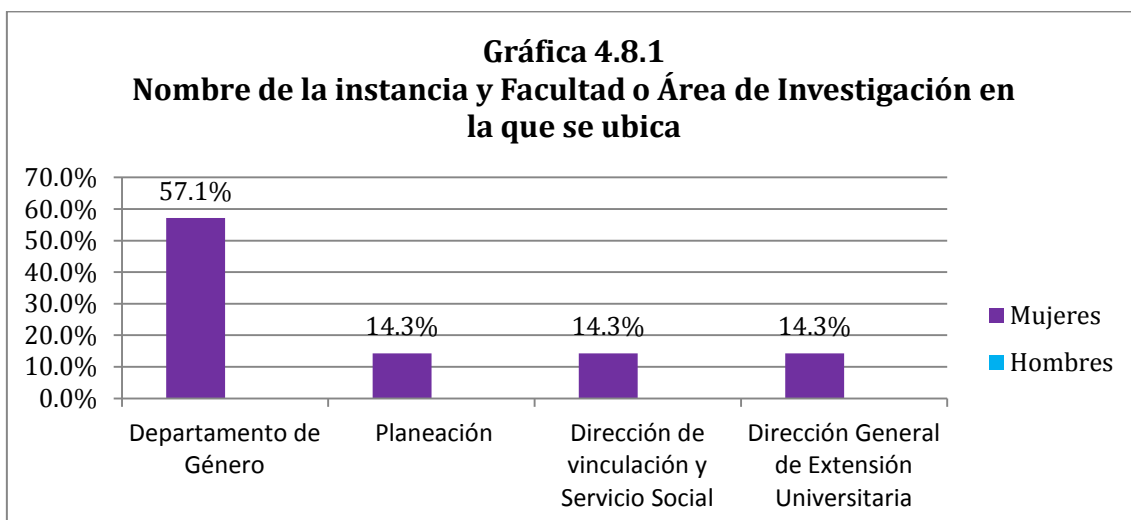 Gráfica 4.8.1
Nombre de la instancia y Facultad o Área de Investigación en
la que se ubica
70.0%
60.0%
50.0%
40.0%
30.0%
20.0%
10.0%
0.0%
57.1%
14.3%
14.3%
14.3%
Departamento de
Género
Planeación
Dirección de
vinculación y
Servicio Social
Dirección General
de Extensión
Universitaria
Mujeres
Hombres